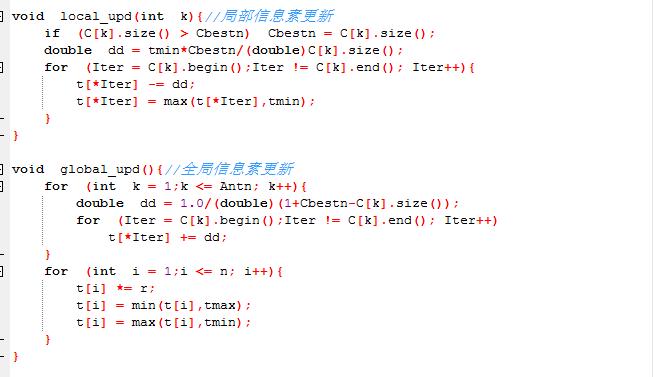 void local_upd(int k){//局部信息素更新
    if (C[k].size() > Cbestn) Cbestn = C[k].size();
    double dd = tmin*Cbestn/(double)C[k].size();
    for (Iter = C[k].begin();Iter != C[k].end(); Iter++){
        t[*Iter] -= dd;
        t[*Iter] = max(t[*Iter],tmin);
    }
}
void global_upd(){//全局信息素更新
    for (int k = 1;k <= Antn; k++){
        double dd = 1.0/(double)(1+Cbestn-C[k].size());
        for (Iter = C[k].begin();Iter != C[k].end(); Iter++)
            t[*Iter] += dd;
    }
    for (int i = 1;i <= n; i++){
        t[i] *= r;
        t[i] = min(t[i],tmax);
        t[i] = max(t[i],tmin);
    }
}